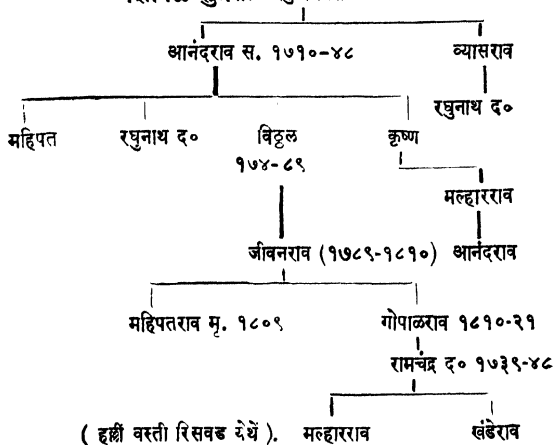 आनंदराव स. १७१०-४८ व्यासराव
रघुनाथ द०
महिपत रघुनाथ द० विठ्ठल कृष्ण
१७४-८९
मल्हारराव
जीवनराव (१७८९-१८१०) आनंदराव
महिपतराव मृ. १८०९ गोपाळराव १८१०-२१
रामचंद्र द० १७३९-४८
( हल्लीं वस्ती रिसवड येथें ). मल्हारराव खंडेराव